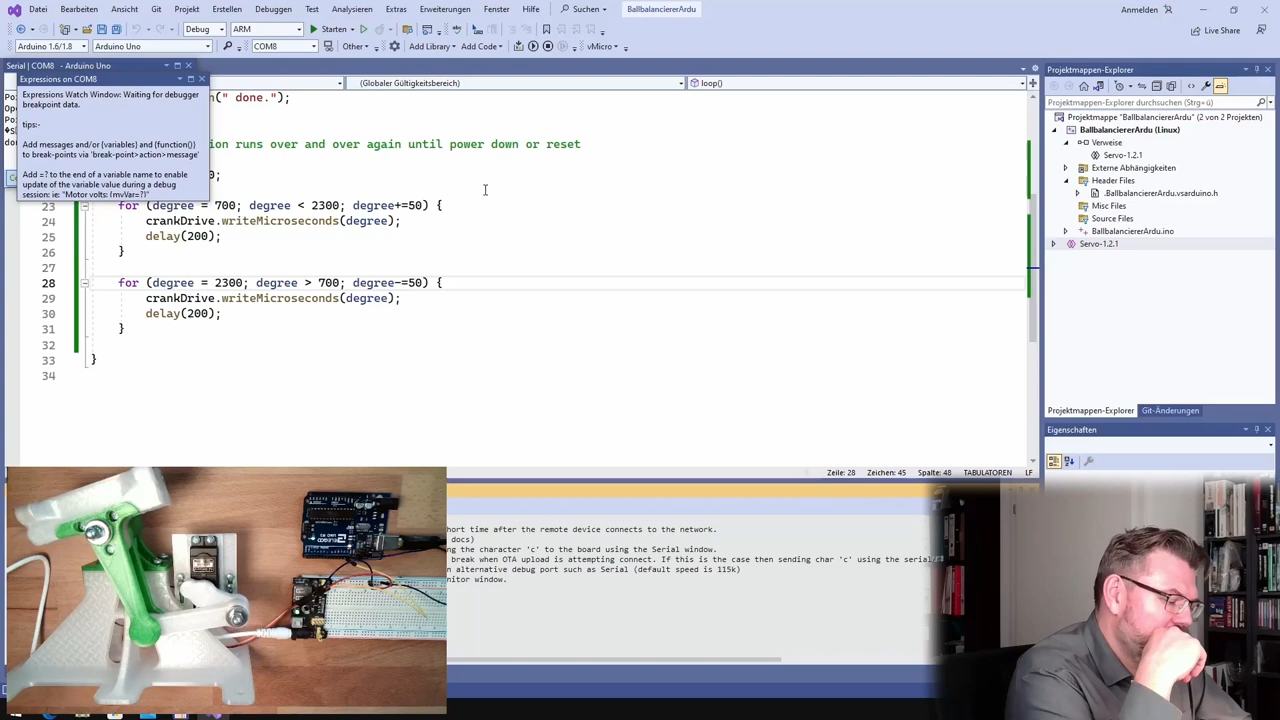 Datei Bearbeiten Ansicht Git Projekt Erstellen Debuggen Test Analysieren Extras Erweiterungen Fenster Hilfe Suchen BallbalanciererArdu Anmelden
Debug ARM Starten Live Share
Arduino 1.6/1.8 Arduino Uno COM8 Other Add Library Add Code vMicro
Serial | COM8 - Arduino Uno
Expressions on COM8
Expressions Watch Window: Waiting for debugger
breakpoint data.
tips:-
Add messages and/or {variables} and {function()}
to break-points via 'break-point>action>message'
Add =? to the end of a variable name to enable
update of the variable value during a debug
session: ie: "Motor volts: {myVar=?}"
(Globaler Gültigkeitsbereich) loop()
(" done.");
runs over and over again until power down or reset
23 for (degree = 700; degree < 2300; degree+=50) {
24 crankDrive.writeMicroseconds(degree);
25 delay(200);
26 }
27
28 for (degree = 2300; degree > 700; degree-=50) {
29 crankDrive.writeMicroseconds(degree);
30 delay(200);
31 }
32
33 }
34
Zeile: 28 Zeichen: 45 Spalte: 48 TABULATOREN LF
Projektmappen-Explorer
Projektmappen-Explorer durchsuchen (Strg+ü)
Projektmappe "BallbalanciererArdu" (2 von 2 Projekten)
BallbalanciererArdu (Linux)
Verweise
Servo-1.2.1
Externe Abhängigkeiten
Header Files
.BallbalanciererArdu.vsarduino.h
Misc Files
Source Files
BallbalanciererArdu.ino
Servo-1.2.1
Projektmappen-Explorer Git-Änderungen
Eigenschaften
hort time after the remote device connects to the network.
docs)
ng the character 'c' to the board using the Serial window.
break when OTA upload is attempting connect. If this is the case then sending char 'c' using the serial/
n alternative debug port such as Serial (default speed is 115k)
nitor window.